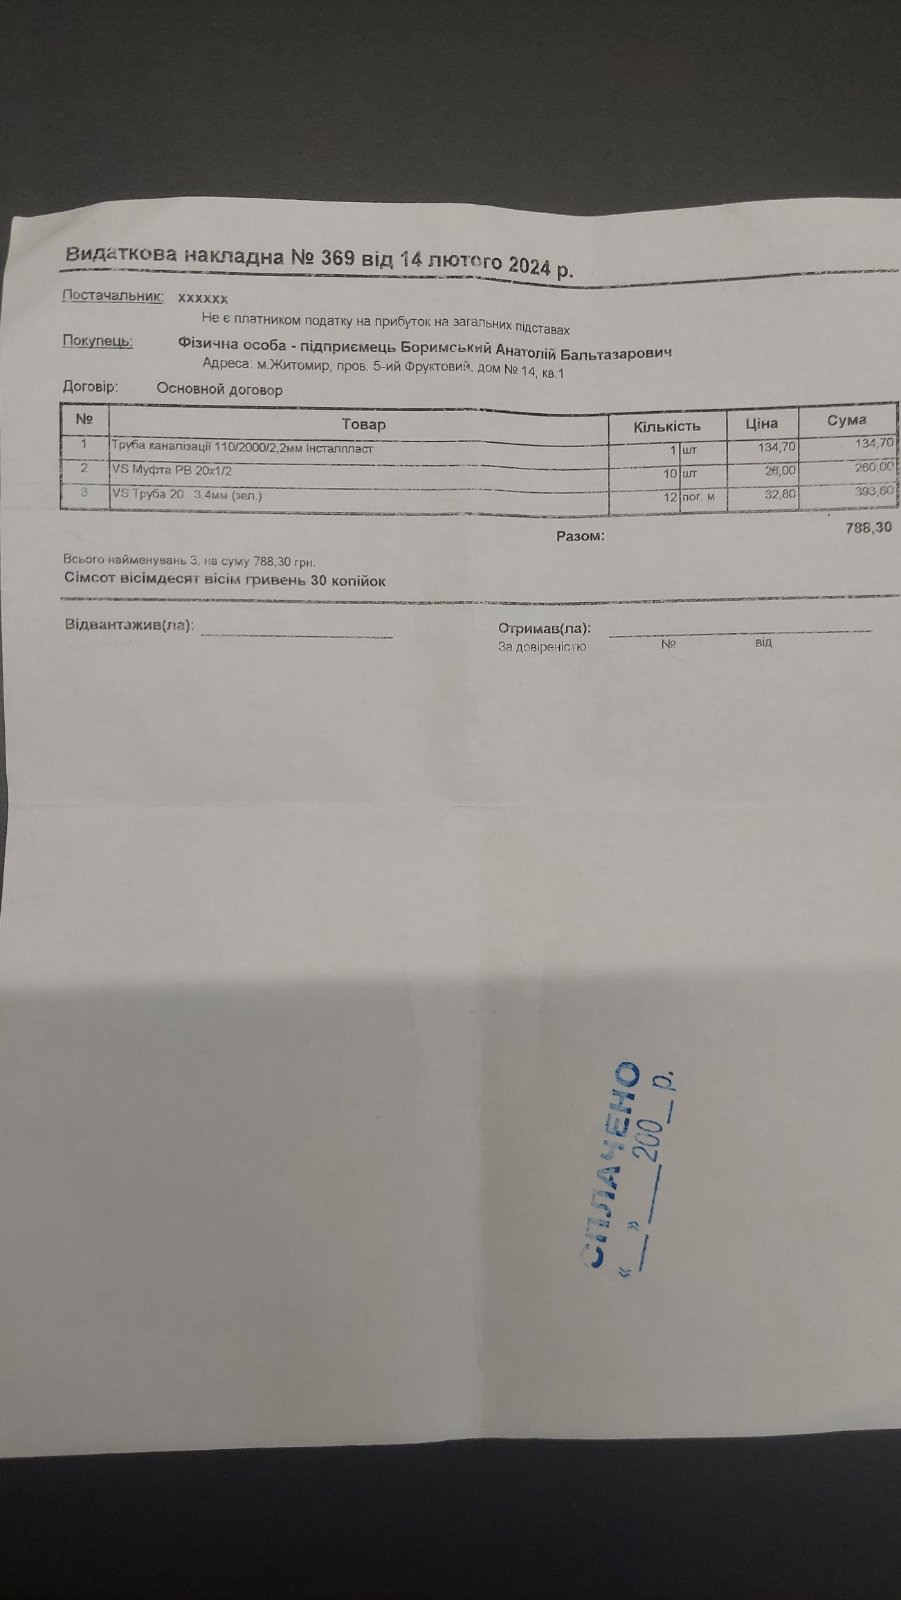 Видаткова накладна № 369 від 14 лютого 2024 р.
Постачальник: xxxxxx
Не є платником податку на прибуток на загальних підставах
Покупець: Фізична особа - підприємець Боримський Анатолій Бальтазарович
Адреса: м.Житомир, пров. 5-ий Фруктовий, дом № 14, кв.1
Договір: Основной договор
№ Товар Кількість Ціна Сума
1 Труба каналізації 110/2000/2,2мм Інсталпласт 1 шт 134,70 134,70
2 VS Муфта РВ 20х1/2 10 шт 26,00 260,00
3 VS Труба 20 3.4мм (зел.) 12 пог. м 32,80 393,60
Разом: 788,30
Всього найменувань 3, на суму 788,30 грн.
Сімсот вісімдесят вісім гривень 30 копійок
Відвантажив(ла): Отримав(ла):
За довіреністю № від
СПЛАЧЕНО
«__»____200__р.